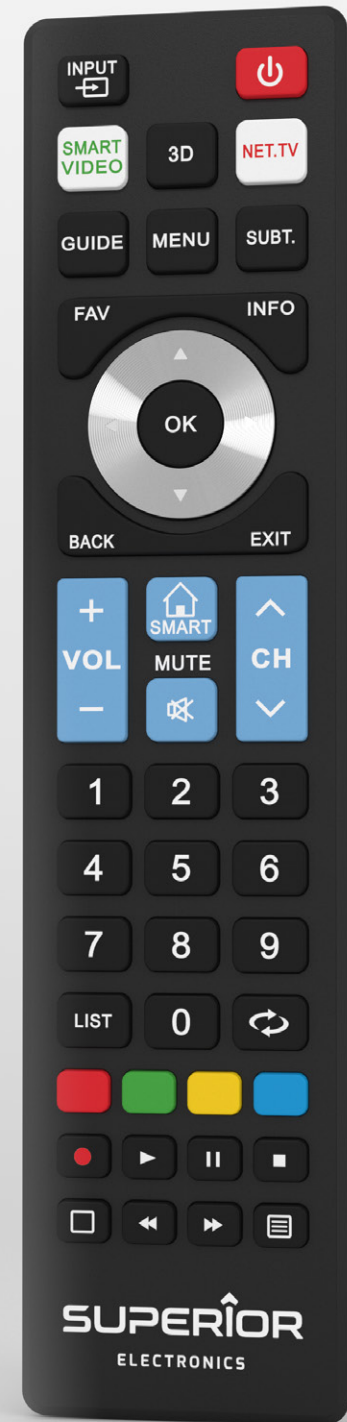 INPUT
SMART
VIDEO
3D
NET.TV
GUIDE
MENU
SUBT.
FAV
INFO
OK
BACK
EXIT
+
VOL
−
SMART
MUTE
CH
1
2
3
4
5
6
7
8
9
LIST
0
SUPERIOR
ELECTRONICS